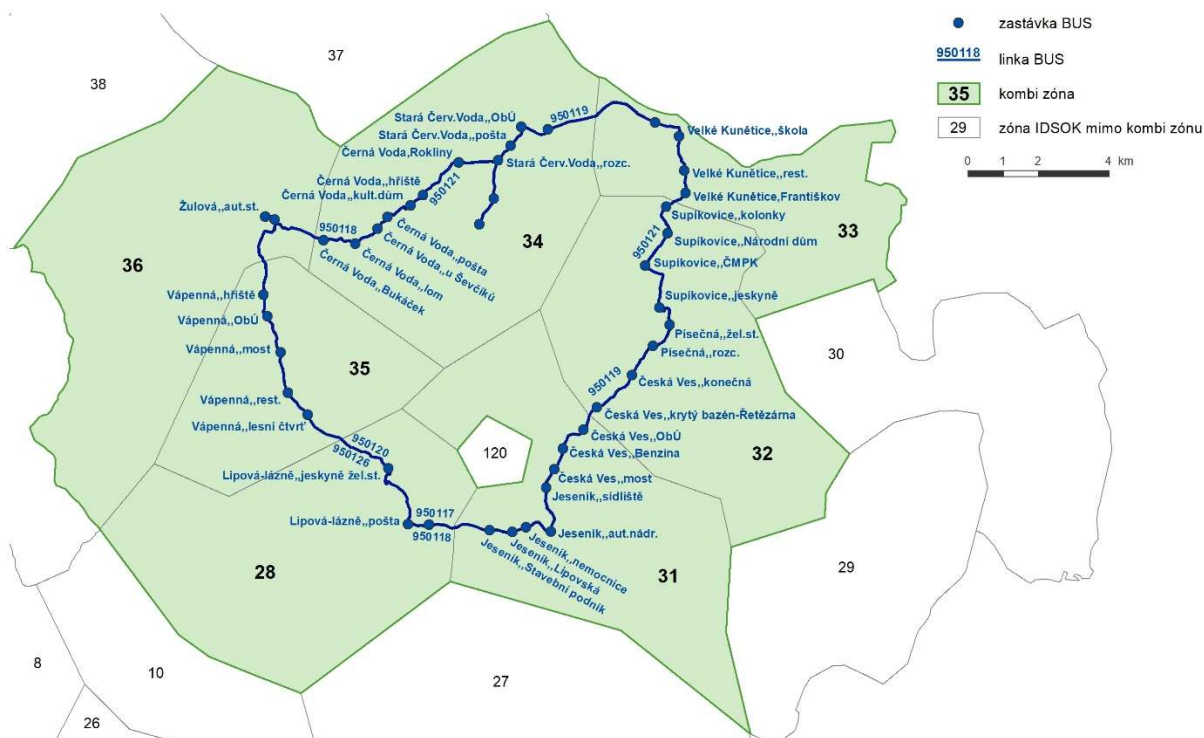 37
38
zastávka BUS
950118
linka BUS
35
kombi zóna
29
zóna IDSOK mimo kombi zónu
0 1 2 4 km
Stará Červ.Voda,,ObÚ
950119
Stará Červ.Voda,,pošta
Velké Kunětice,,škola
Černá Voda,Rokliny
Stará Červ.Voda,,rozc.
Velké Kunětice,,rest.
Černá Voda,,hřiště
950121
Černá Voda,,kult.dům
Velké Kunětice,Františkov
Žulová,,aut.st.
Supíkovice,,kolonky
950118
34
33
950121
Supíkovice,,Národní dům
Černá Voda,,pošta
Černá Voda,,u Ševčíků
Černá Voda,,lom
Černá Voda,,Bukáček
36
Supíkovice,,ČMPK
Vápenná,,hřiště
Supíkovice,,jeskyně
Vápenná,,ObÚ
Písečná,,žel.st.
Vápenná,,most
Písečná,,rozc.
30
35
950119
Česká Ves,,konečná
Vápenná,,rest.
Česká Ves,,krytý bazén-Řetězárna
Vápenná,,lesní čtvrť
Česká Ves,,ObÚ
950120
950126
120
Česká Ves,,Benzina
32
Lipová-lázně,,jeskyně žel.st.
Česká Ves,,most
Jeseník,,sídliště
950117
Lipová-lázně,,pošta
950118
Jeseník,,aut.nádr.
Jeseník,,nemocnice
Jeseník,,Lipovská
Jeseník,,Stavební podnik
28
31
29
8
10
27
26